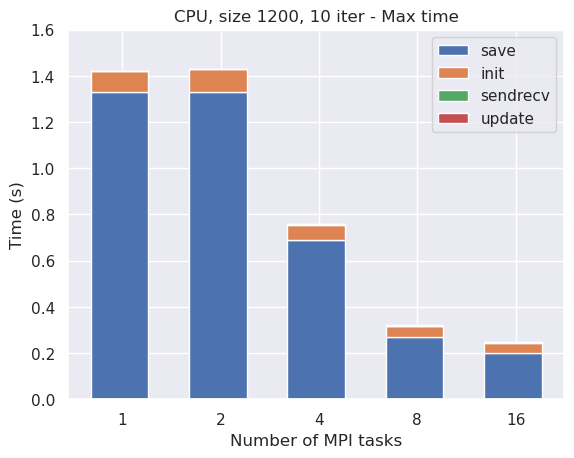 CPU, size 1200, 10 iter - Max time
1.6
1.4
1.2
1.0
0.8
0.6
0.4
0.2
0.0
Time (s)
save
init
sendrecv
update
1 2 4 8 16
Number of MPI tasks